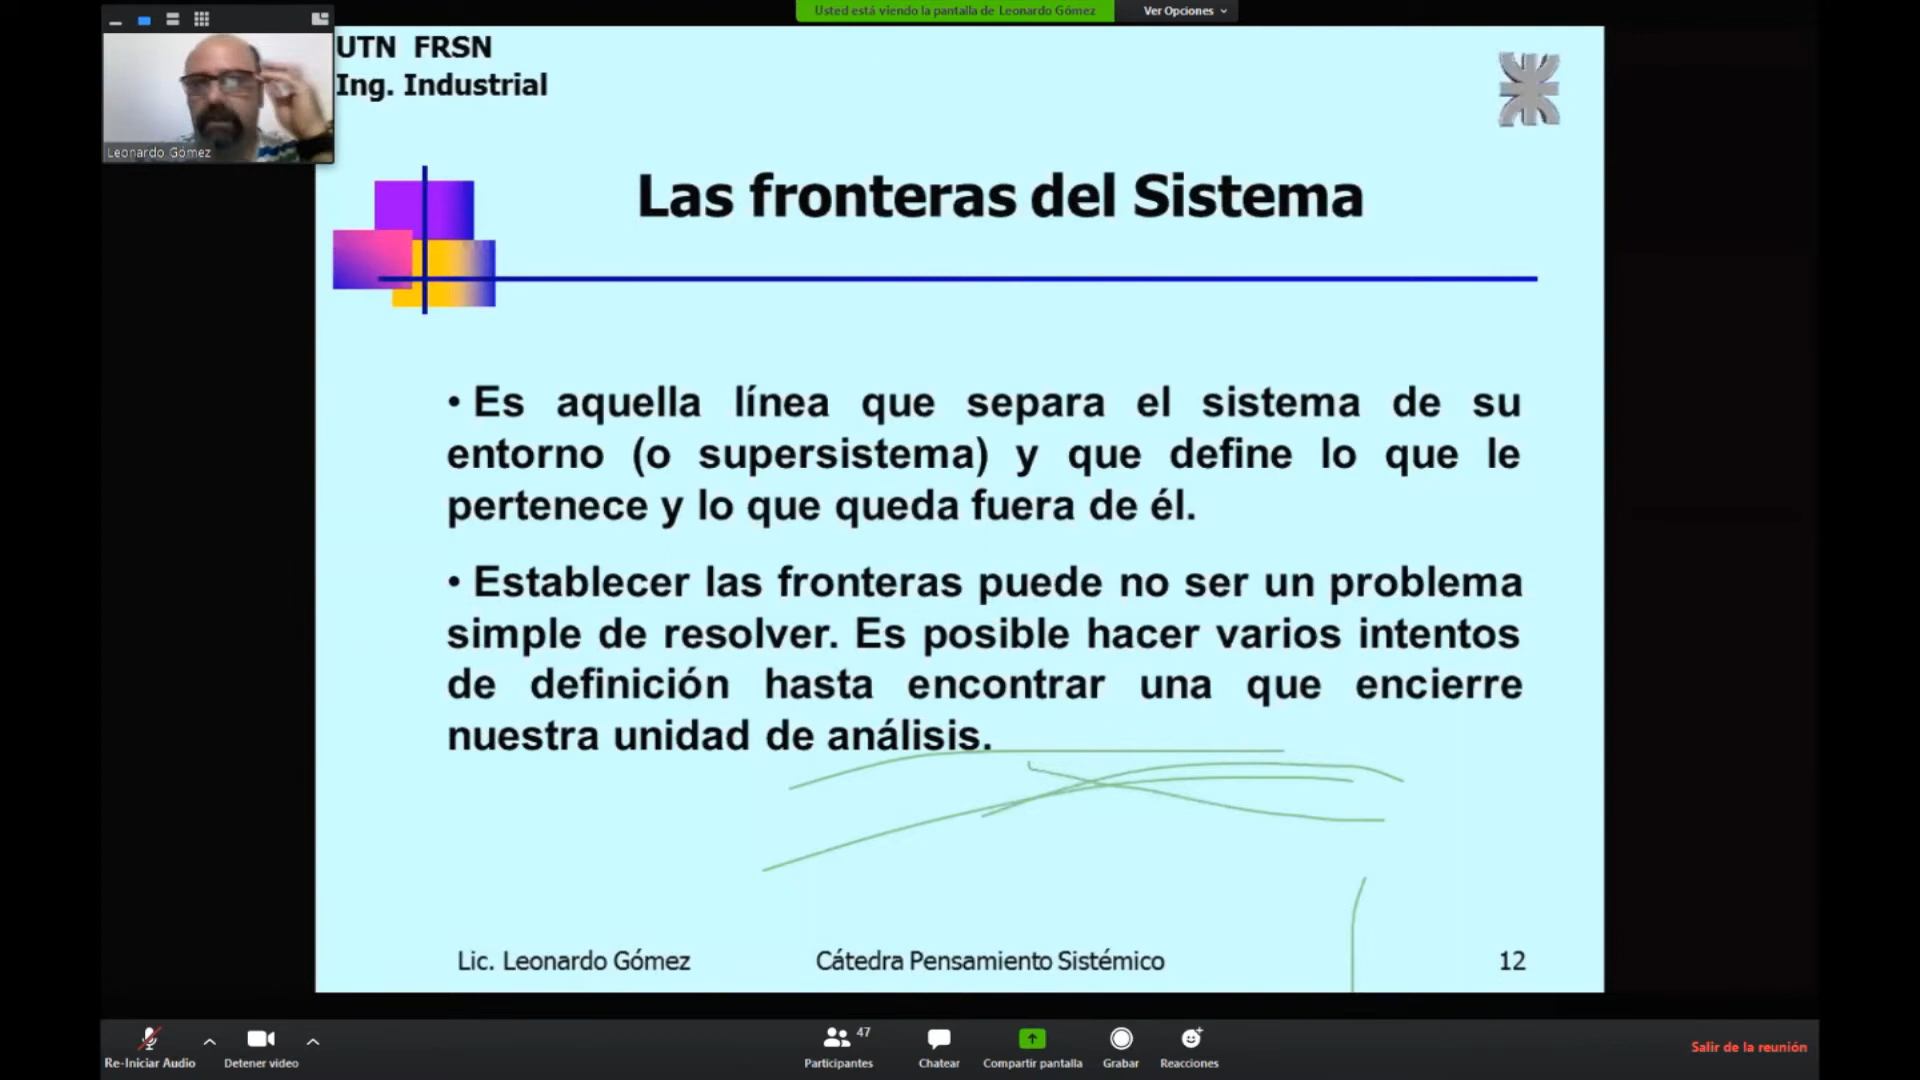 Usted está viendo la pantalla de Leonardo Gómez
Ver Opciones
UTN FRSN
Ing. Industrial
Leonardo Gómez
Las fronteras del Sistema
• Es aquella línea que separa el sistema de su
entorno (o supersistema) y que define lo que le
pertenece y lo que queda fuera de él.
• Establecer las fronteras puede no ser un problema
simple de resolver. Es posible hacer varios intentos
de definición hasta encontrar una que encierre
nuestra unidad de análisis.
Lic. Leonardo Gómez
Cátedra Pensamiento Sistémico
12
Re-Iniciar Audio
Detener video
47
Participantes
Chatear
Compartir pantalla
Grabar
Reacciones
Salir de la reunión